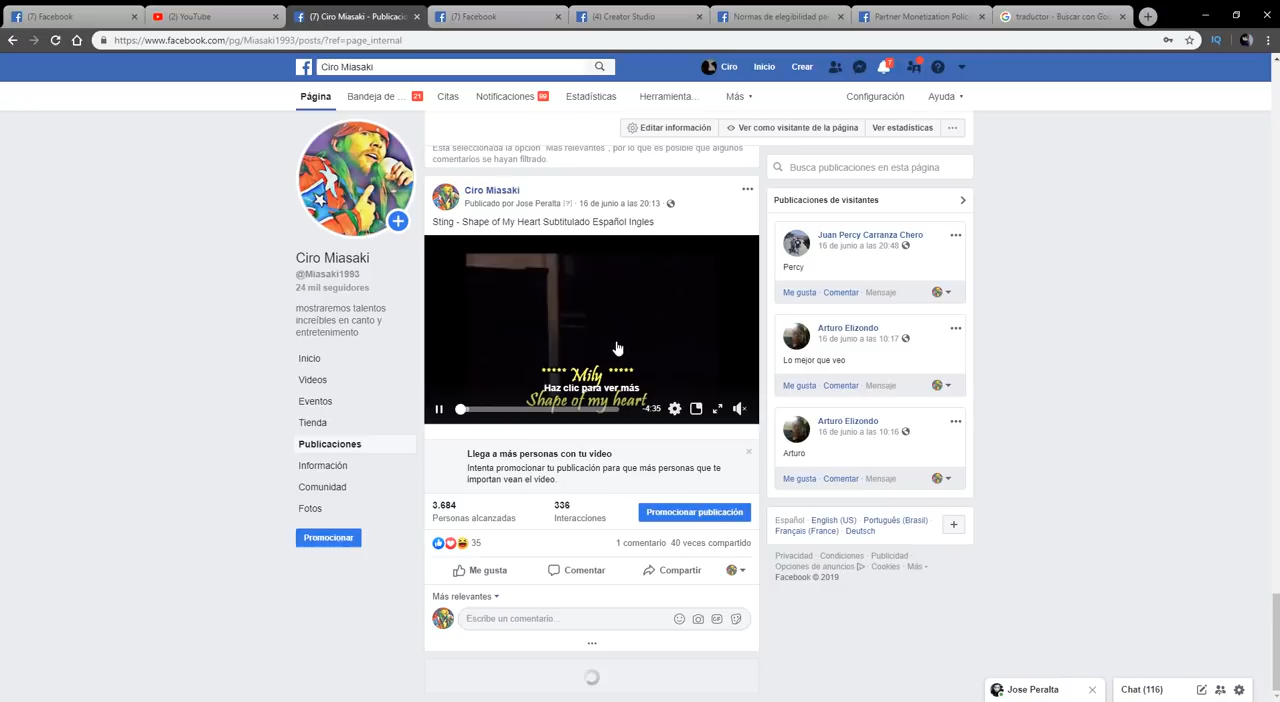 (7) Facebook
(2) YouTube
(7) Ciro Miasaki - Publicacio
(7) Facebook
(4) Creator Studio
Normas de elegibilidad pa
Partner Monetization Polic
traductor - Buscar con Goo
https://www.facebook.com/pg/Miasaki1993/posts/?ref=page_internal
IQ
Ciro Miasaki
Ciro
Inicio
Crear
7
Página
Bandeja de ...
21
Citas
Notificaciones
99
Estadísticas
Herramienta...
Más
Configuración
Ayuda
Editar información
Ver como visitante de la página
Ver estadísticas
Está seleccionada la opción "Más relevantes", por lo que es posible que algunos
comentarios se hayan filtrado.
Ciro Miasaki
@Miasaki1993
24 mil seguidores
mostraremos talentos
increíbles en canto y
entretenimento
Inicio
Videos
Eventos
Tienda
Publicaciones
Información
Comunidad
Fotos
Promocionar
Ciro Miasaki
Publicado por Jose Peralta [?] · 16 de junio a las 20:13 ·
Sting - Shape of My Heart Subtitulado Español Ingles
***** Mily *****
Haz clic para ver más
Shape of my heart
-4:35
Llega a más personas con tu video
Intenta promocionar tu publicación para que más personas que te
importan vean el video.
3.684
Personas alcanzadas
336
Interacciones
Promocionar publicación
35
1 comentario 40 veces compartido
Me gusta
Comentar
Compartir
Más relevantes
Escribe un comentario...
GIF
Busca publicaciones en esta página
Publicaciones de visitantes
Juan Percy Carranza Chero
16 de junio a las 20:48
Percy
Me gusta · Comentar · Mensaje
Arturo Elizondo
16 de junio a las 10:17
Lo mejor que veo
Me gusta · Comentar · Mensaje
Arturo Elizondo
16 de junio a las 10:16
Arturo
Me gusta · Comentar · Mensaje
Español · English (US) · Português (Brasil) ·
Français (France) · Deutsch
Privacidad · Condiciones · Publicidad ·
Opciones de anuncios · Cookies · Más
Facebook © 2019
Jose Peralta
Chat (116)